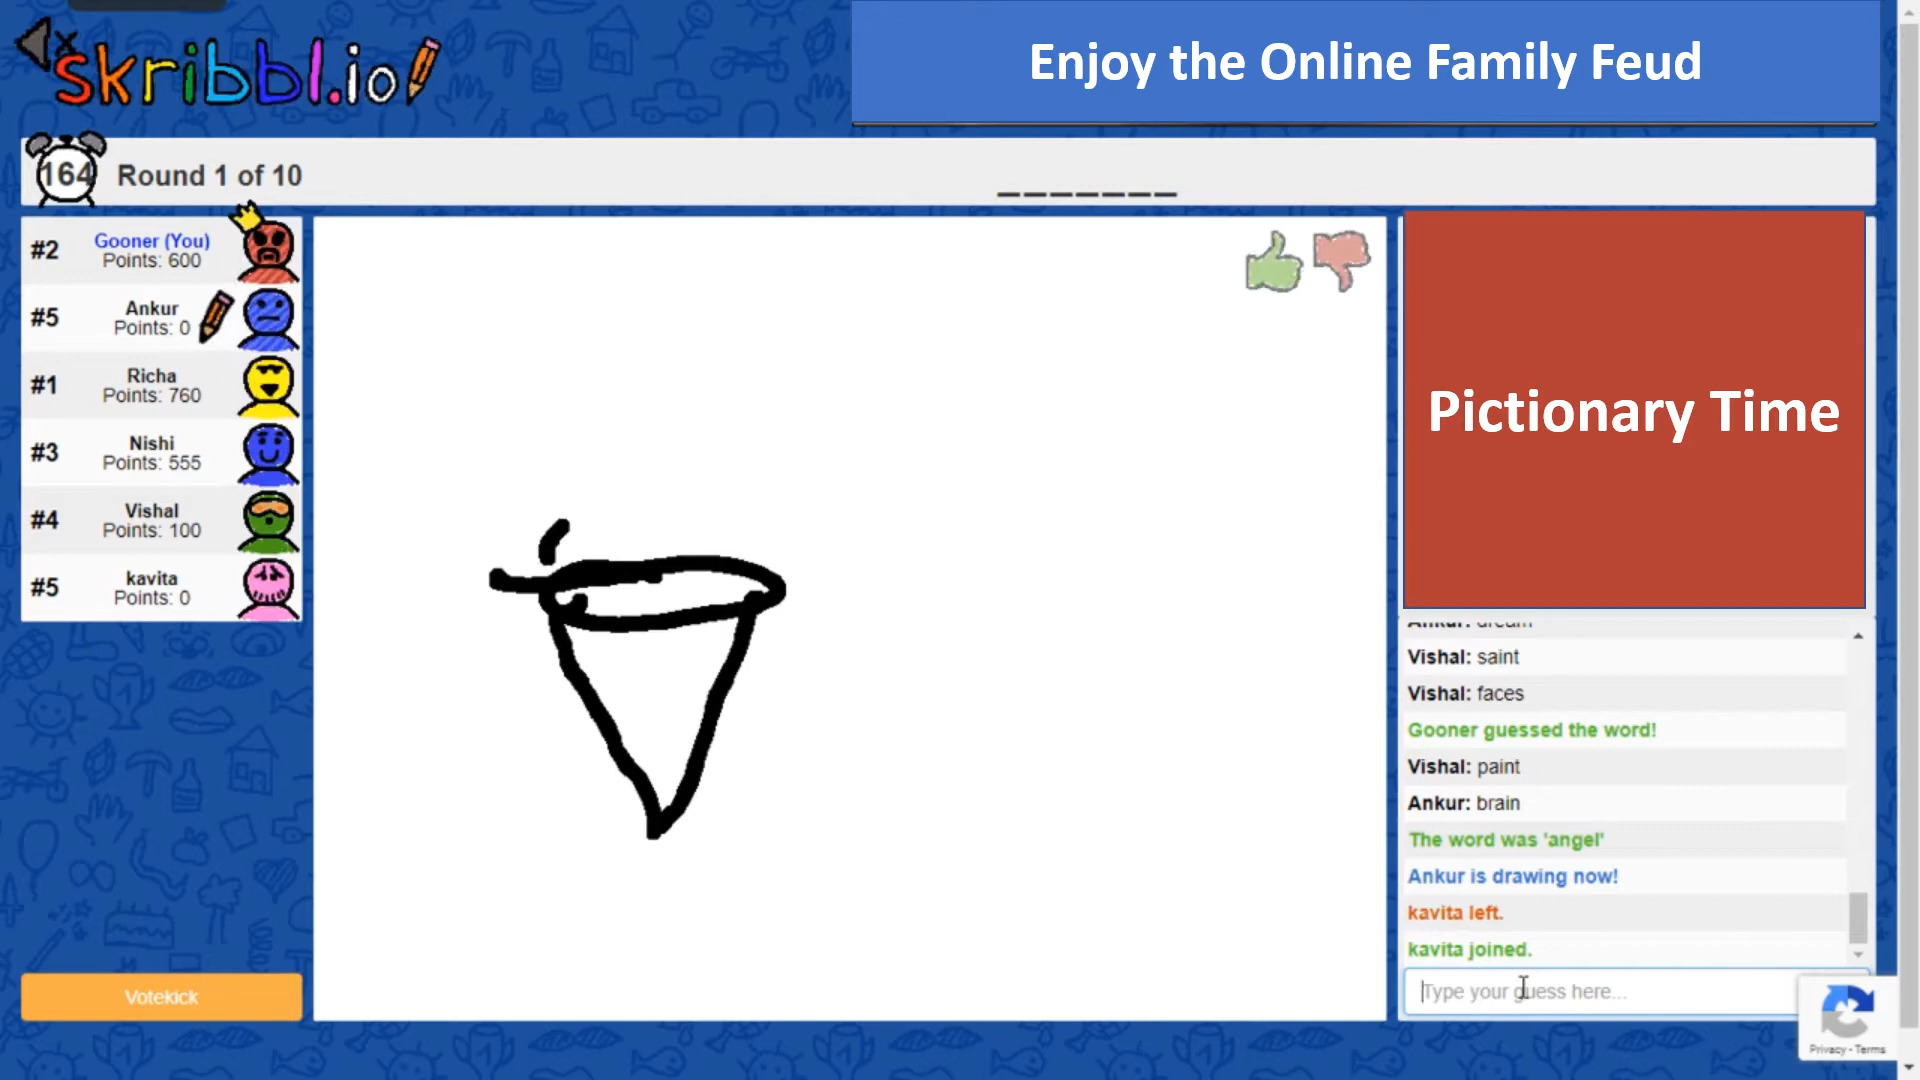 skribbl.io
Enjoy the Online Family Feud
164
Round 1 of 10
_______
#2
Gooner (You)
Points: 600
#5
Ankur
Points: 0
#1
Richa
Points: 760
#3
Nishi
Points: 555
#4
Vishal
Points: 100
#5
kavita
Points: 0
Votekick
Pictionary Time
Ankur: dream
Vishal: saint
Vishal: faces
Gooner guessed the word!
Vishal: paint
Ankur: brain
The word was 'angel'
Ankur is drawing now!
kavita left.
kavita joined.
Type your guess here...
Privacy - Terms